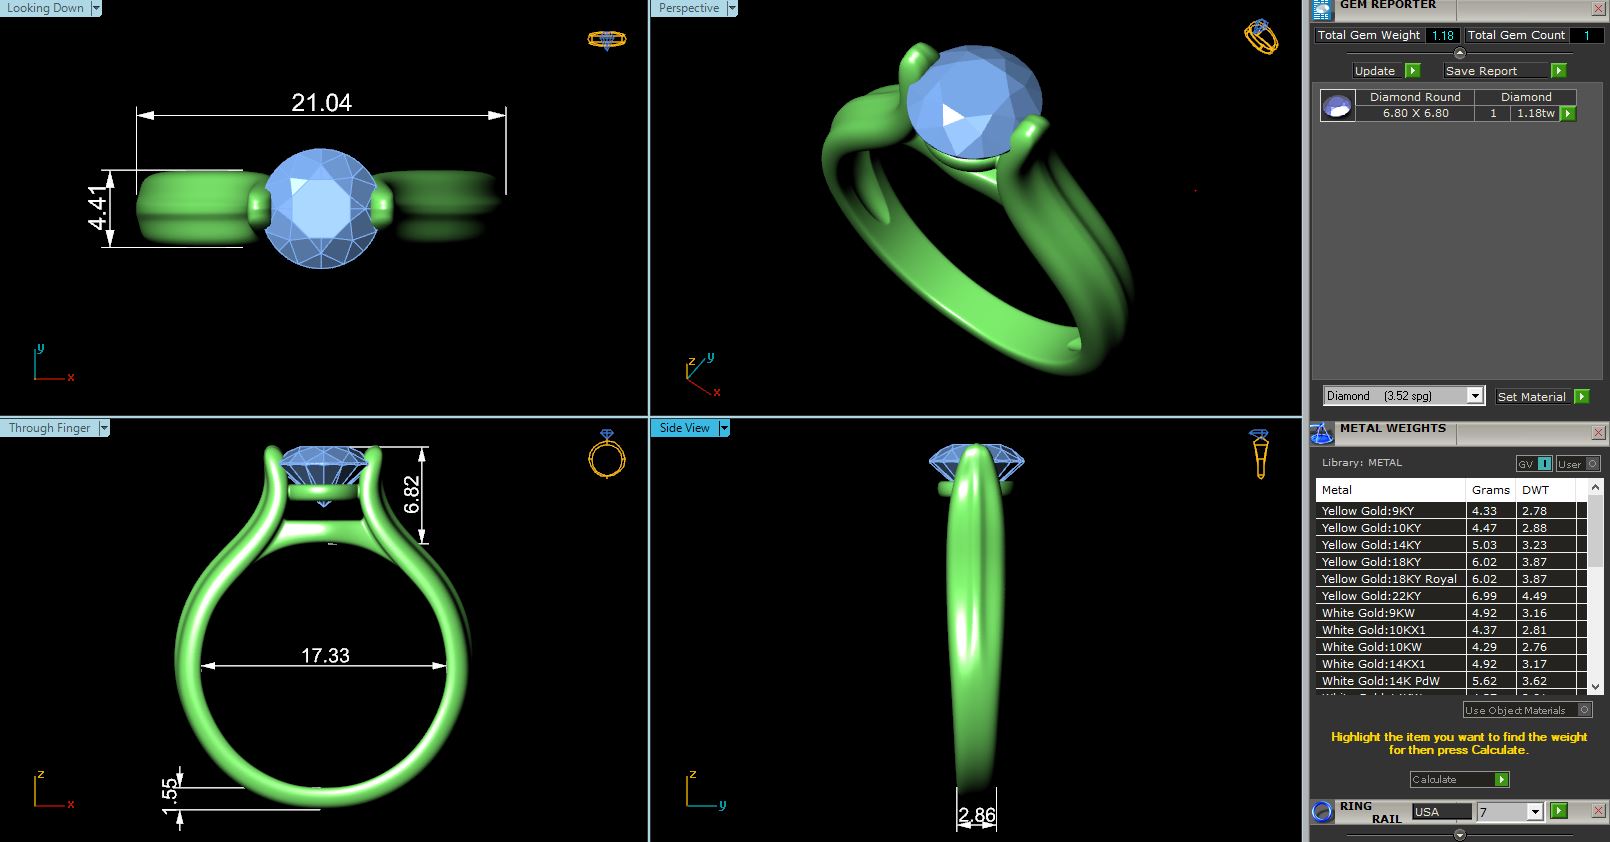 Looking Down
21.04
4.41
y
x
Perspective
z
y
x
Through Finger
6.82
17.33
1.55
z
x
Side View
2.86
z
y
GEM REPORTER
Total Gem Weight 1.18 Total Gem Count 1
Update Save Report
Diamond Round Diamond
6.80 X 6.80 1 1.18tw
Diamond (3.52 spg) Set Material
METAL WEIGHTS
Library: METAL GV I User O
Metal Grams DWT
Yellow Gold:9KY 4.33 2.78
Yellow Gold:10KY 4.47 2.88
Yellow Gold:14KY 5.03 3.23
Yellow Gold:18KY 6.02 3.87
Yellow Gold:18KY Royal 6.02 3.87
Yellow Gold:22KY 6.99 4.49
White Gold:9KW 4.92 3.16
White Gold:10KX1 4.37 2.81
White Gold:10KW 4.29 2.76
White Gold:14KX1 4.92 3.17
White Gold:14K PdW 5.62 3.62
Use Object Materials O
Highlight the item you want to find the weight
for then press Calculate.
Calculate
RING RAIL USA 7